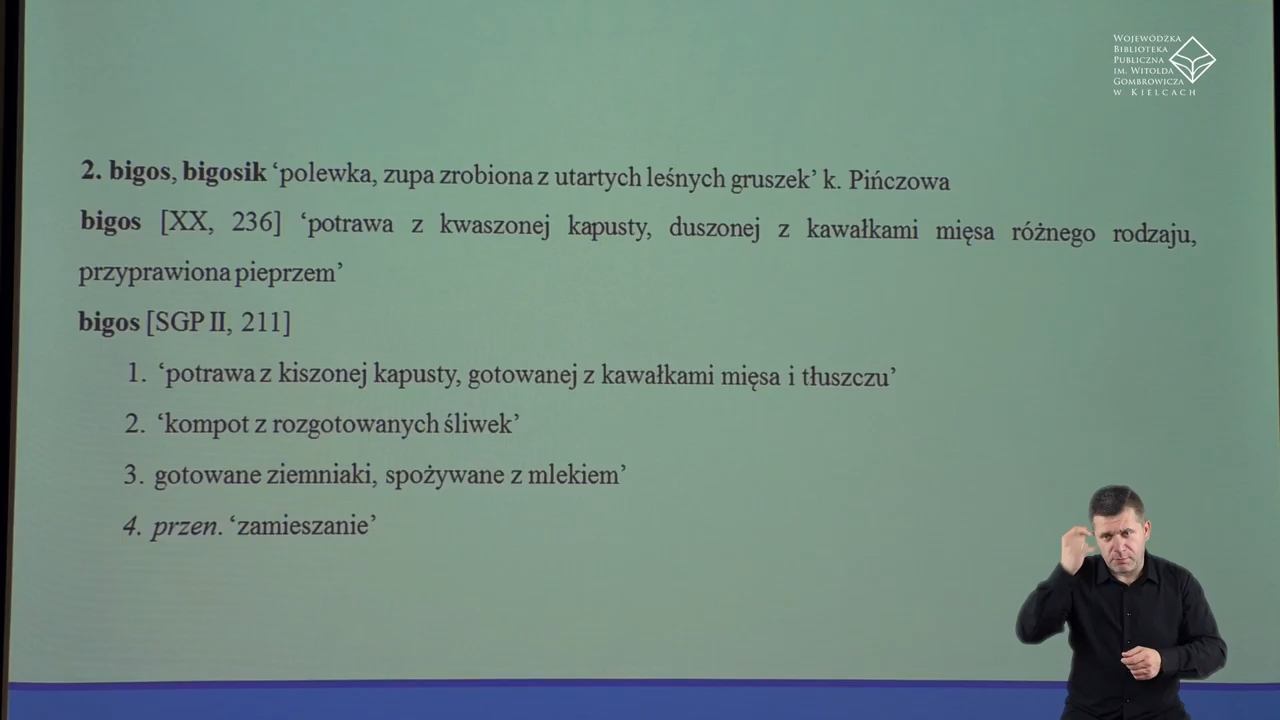 WOJEWÓDZKA
BIBLIOTEKA
PUBLICZNA
IM. WITOLDA
GOMBROWICZA
W KIELCACH
2. bigos, bigosik ‘polewka, zupa zrobiona z utartych leśnych gruszek’ k. Pińczowa
bigos [XX, 236] ‘potrawa z kwaszonej kapusty, duszonej z kawałkami mięsa różnego rodzaju,
przyprawiona pieprzem’
bigos [SGP II, 211]
1. ‘potrawa z kiszonej kapusty, gotowanej z kawałkami mięsa i tłuszczu’
2. ‘kompot z rozgotowanych śliwek’
3. gotowane ziemniaki, spożywane z mlekiem’
4. przen. ‘zamieszanie’